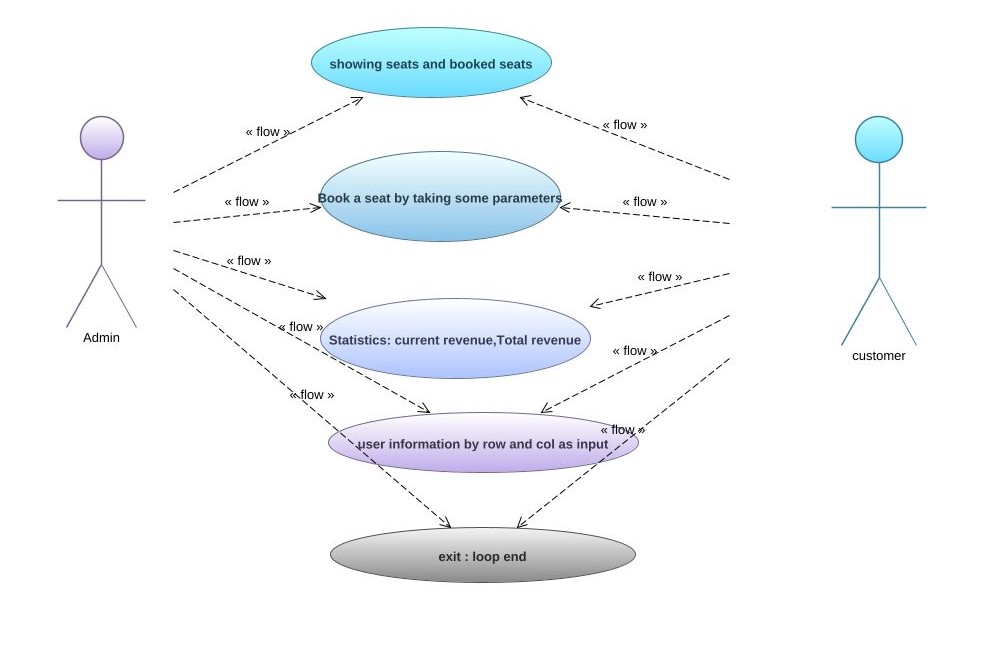 showing seats and booked seats
« flow »
« flow »
Book a seat by taking some parameters
« flow »
« flow »
« flow »
« flow »
« flow »
Statistics: current revenue,Total revenue
Admin
« flow »
customer
« flow »
« flow »
user information by row and col as input
exit : loop end